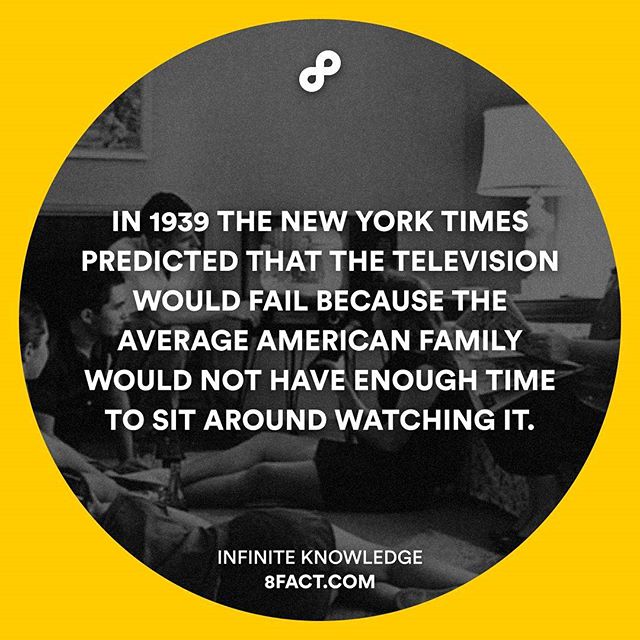 IN 1939 THE NEW YORK TIMES
PREDICTED THAT THE TELEVISION
WOULD FAIL BECAUSE THE
AVERAGE AMERICAN FAMILY
WOULD NOT HAVE ENOUGH TIME
TO SIT AROUND WATCHING IT.
INFINITE KNOWLEDGE
8FACT.COM